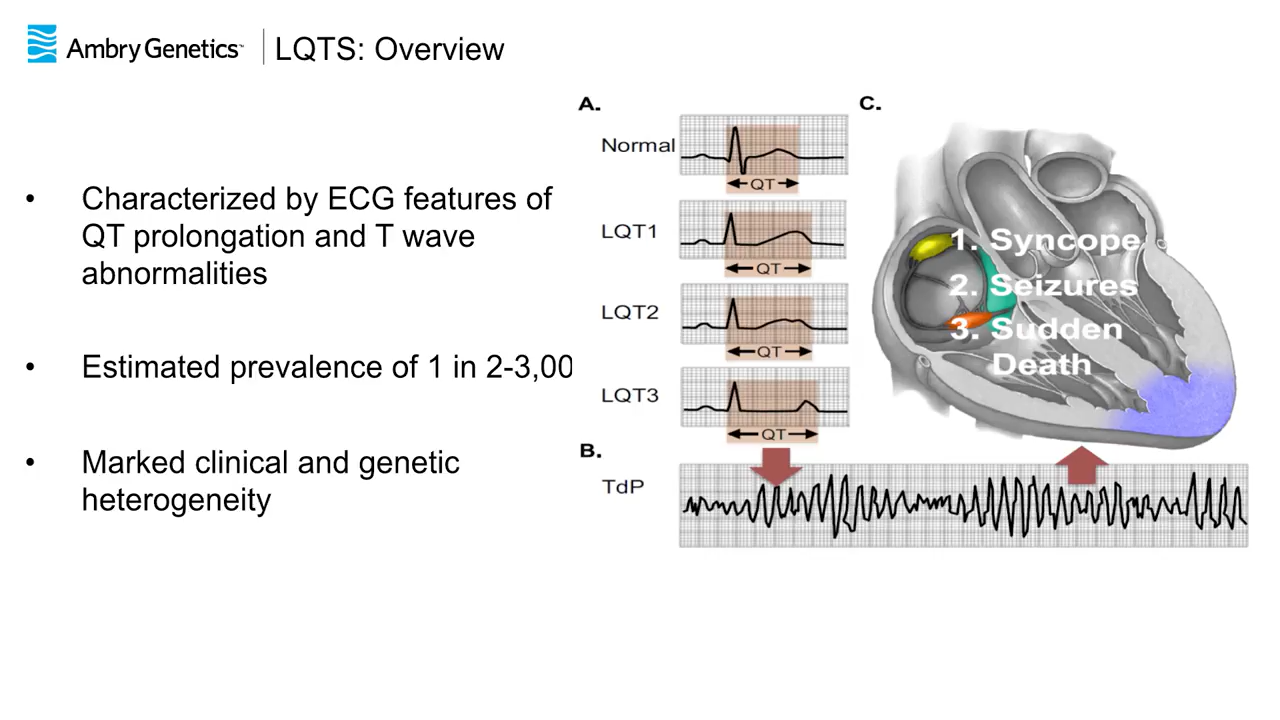 Ambry Genetics™
LQTS: Overview
• Characterized by ECG features of
QT prolongation and T wave
abnormalities
• Estimated prevalence of 1 in 2-3,00
• Marked clinical and genetic
heterogeneity
A.
Normal
QT
LQT1
QT
LQT2
QT
LQT3
QT
B.
TdP
C.
1. Syncope
2. Seizures
3. Sudden
Death